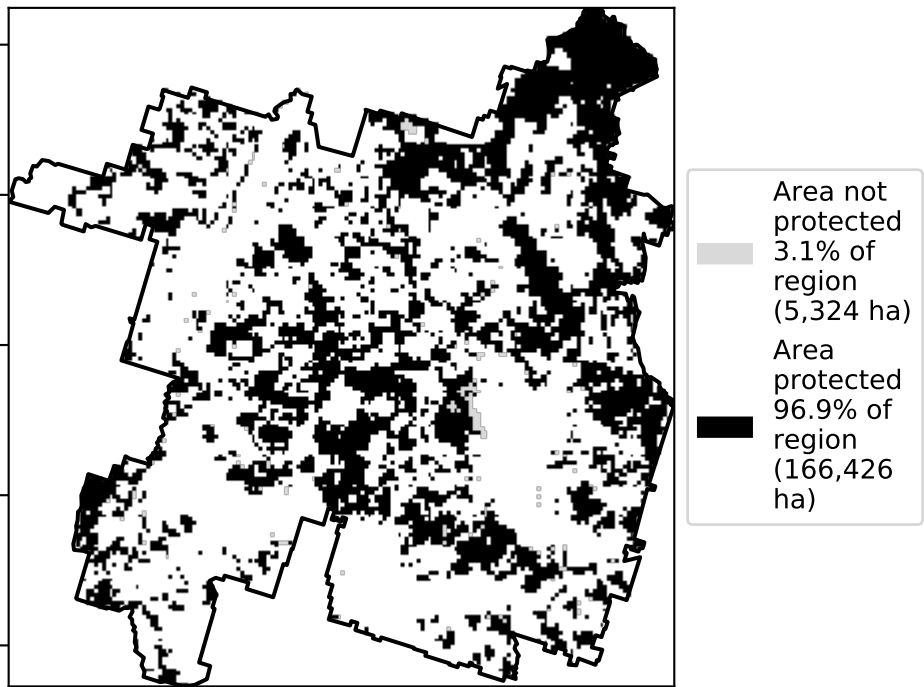 Area not
protected
3.1% of
region
(5,324 ha)
Area
protected
96.9% of
region
(166,426
ha)